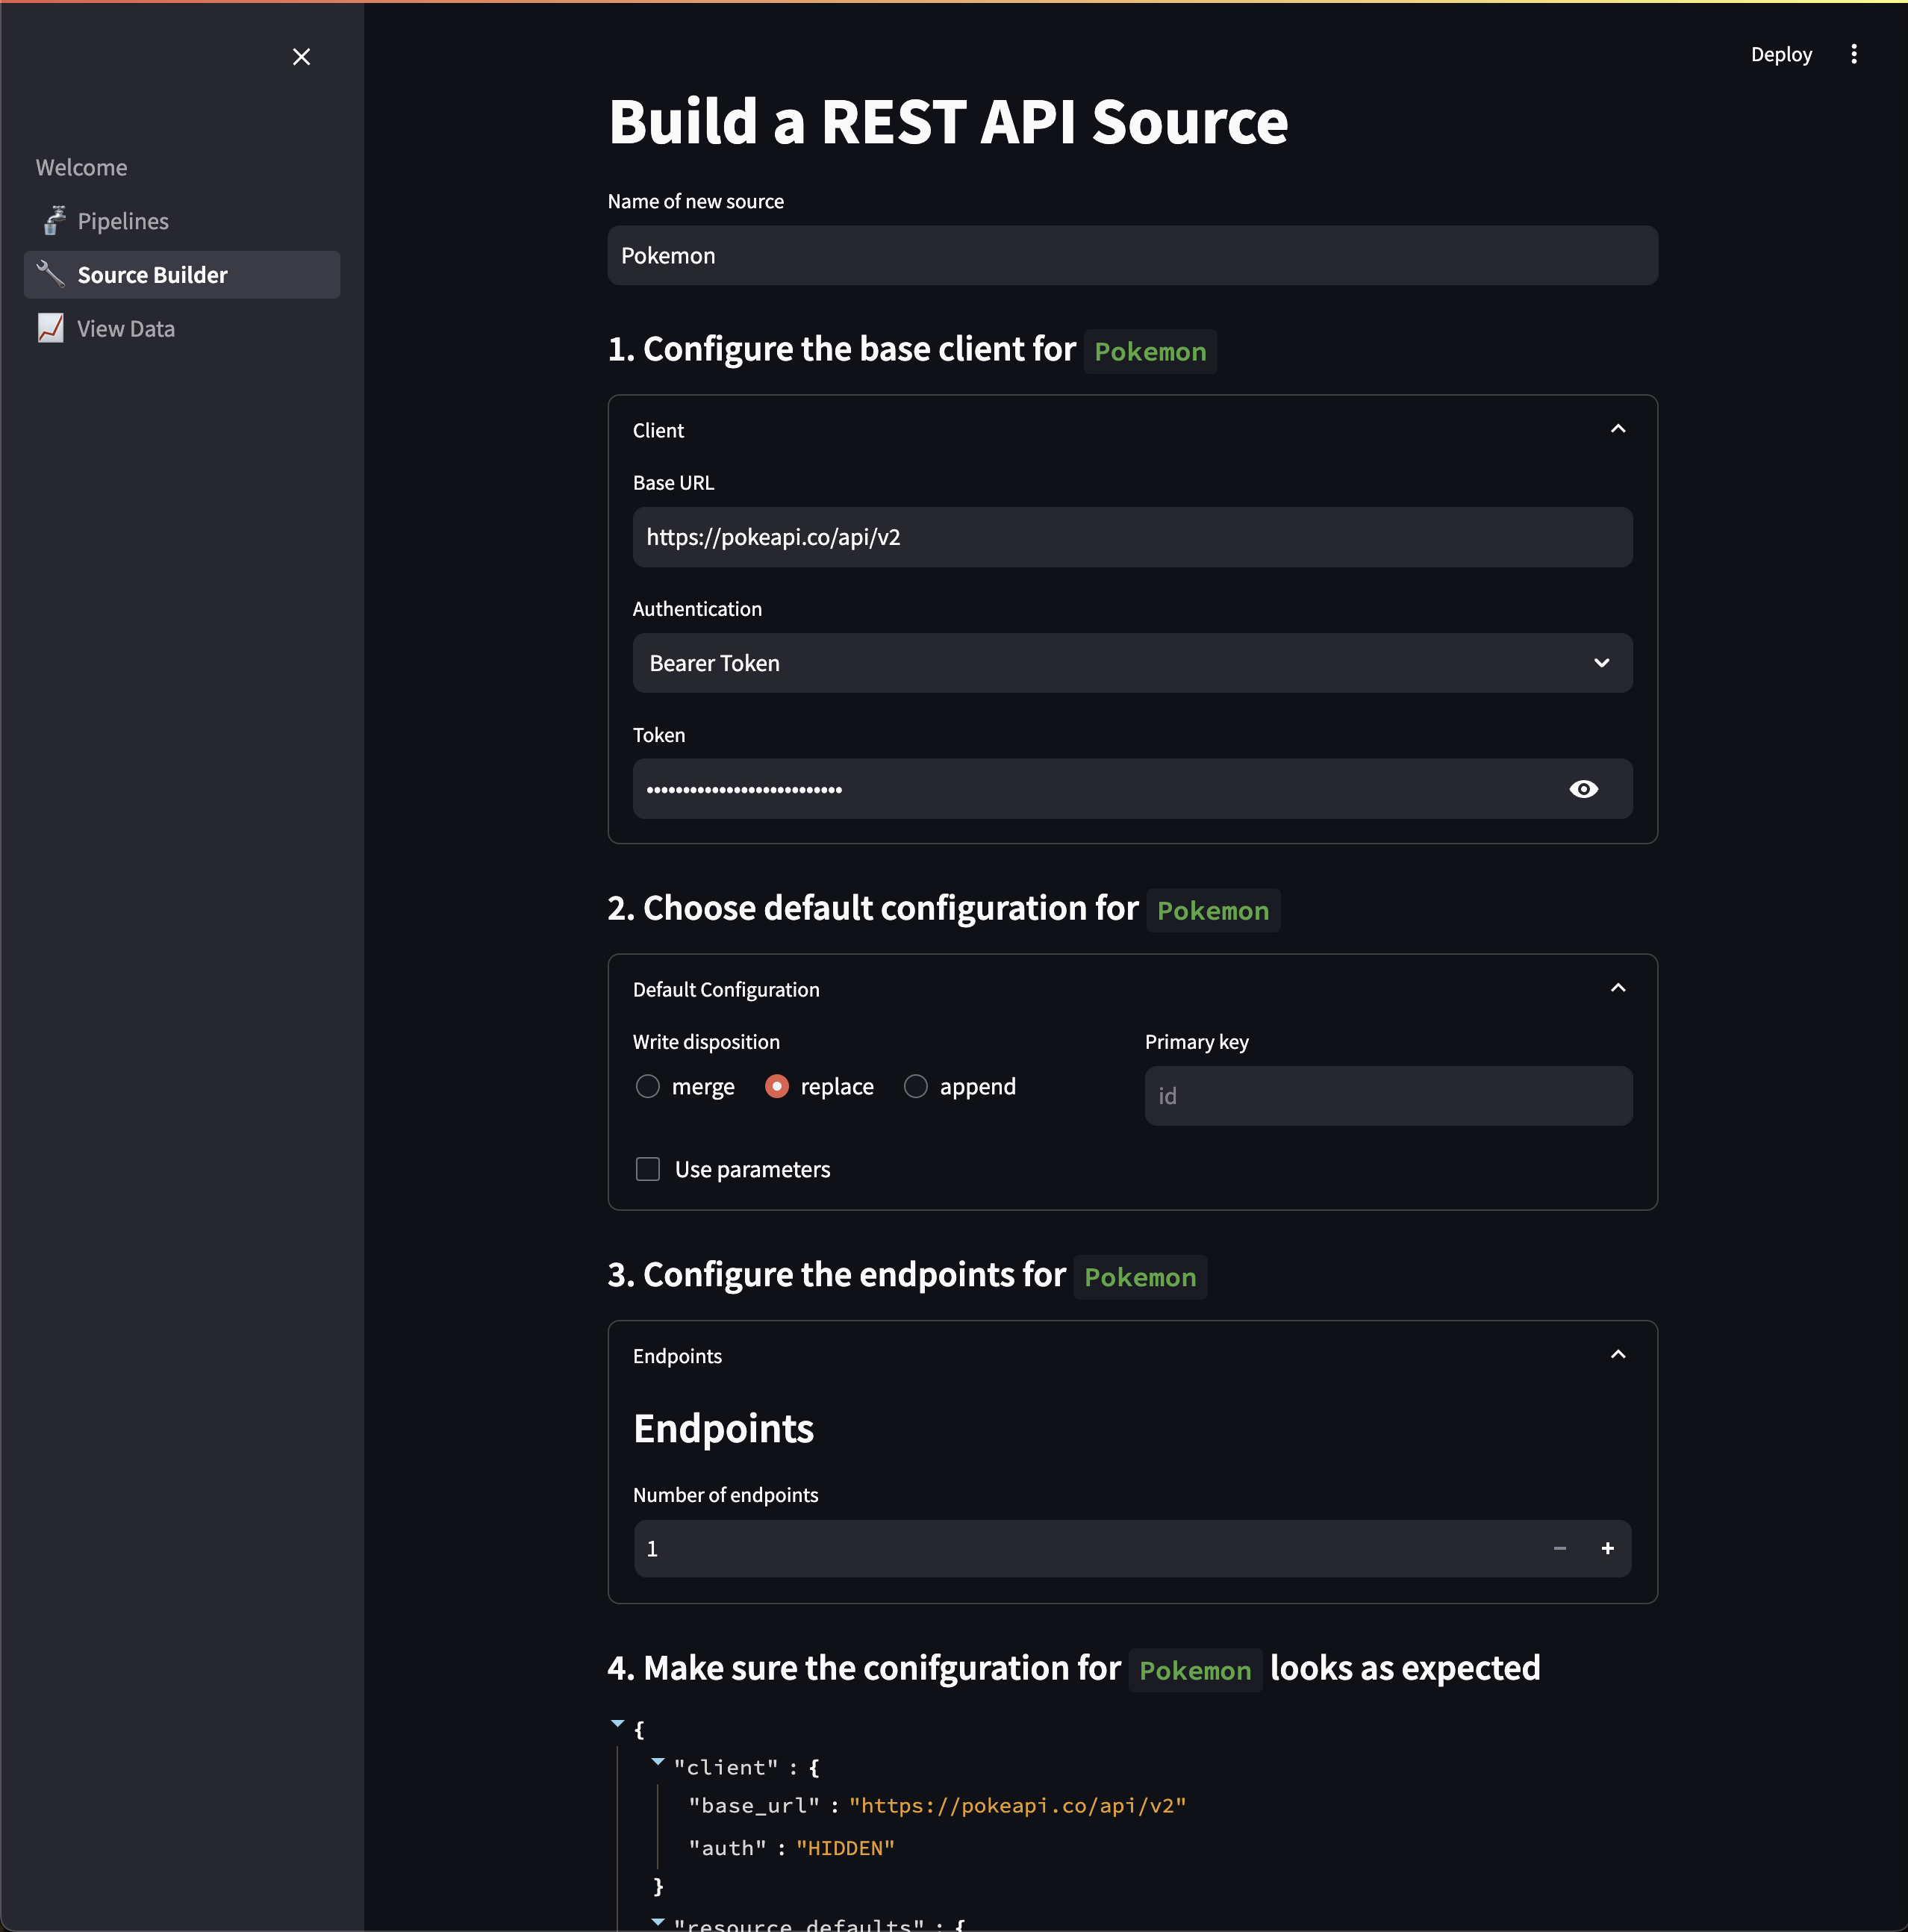 Deploy
Welcome
Pipelines
Source Builder
View Data
Build a REST API Source
Name of new source
Pokemon
1. Configure the base client for Pokemon
Client
Base URL
https://pokeapi.co/api/v2
Authentication
Bearer Token
Token
2. Choose default configuration for Pokemon
Default Configuration
Write disposition
merge replace append
Primary key
id
Use parameters
3. Configure the endpoints for Pokemon
Endpoints
Endpoints
Number of endpoints
1
4. Make sure the conifguration for Pokemon looks as expected
{
"client" : {
"base_url" : "https://pokeapi.co/api/v2"
"auth" : "HIDDEN"
}
"resource_defaults" : {